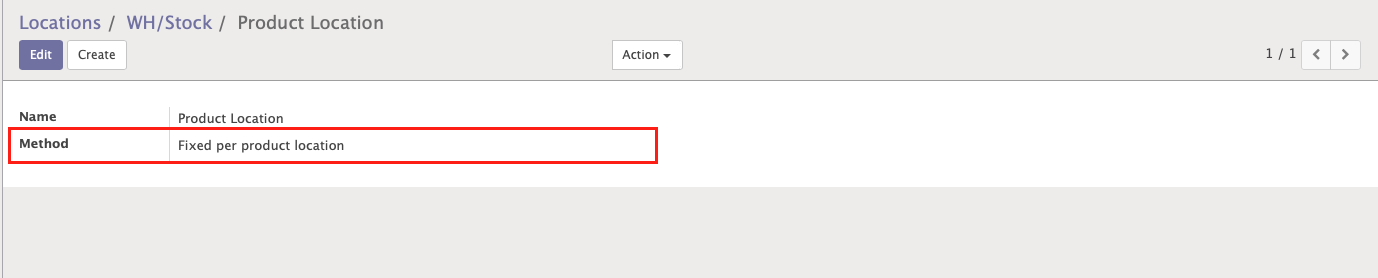 Locations / WH/Stock / Product Location
Edit Create Action 1 / 1
Name Product Location
Method Fixed per product location